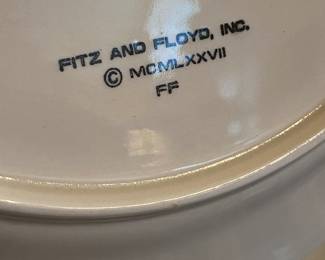 FITZ AND FLOYD, INC.
© MCMLXXVII
FF